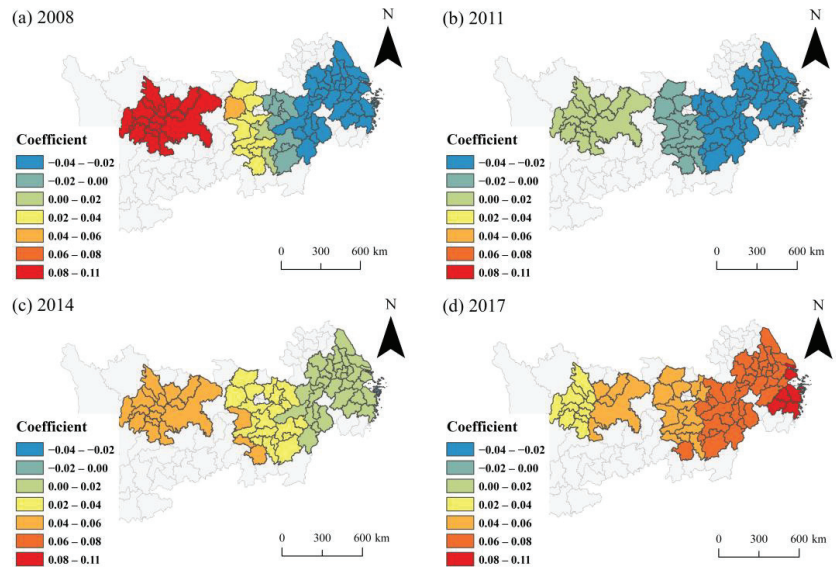 (a) 2008
N
Coefficient
−0.04 – −0.02
−0.02 – 0.00
0.00 – 0.02
0.02 – 0.04
0.04 – 0.06
0.06 – 0.08
0.08 – 0.11
0 300 600 km
(b) 2011
N
Coefficient
−0.04 – −0.02
−0.02 – 0.00
0.00 – 0.02
0.02 – 0.04
0.04 – 0.06
0.06 – 0.08
0.08 – 0.11
0 300 600 km
(c) 2014
N
Coefficient
−0.04 – −0.02
−0.02 – 0.00
0.00 – 0.02
0.02 – 0.04
0.04 – 0.06
0.06 – 0.08
0.08 – 0.11
0 300 600 km
(d) 2017
N
Coefficient
−0.04 – −0.02
−0.02 – 0.00
0.00 – 0.02
0.02 – 0.04
0.04 – 0.06
0.06 – 0.08
0.08 – 0.11
0 300 600 km